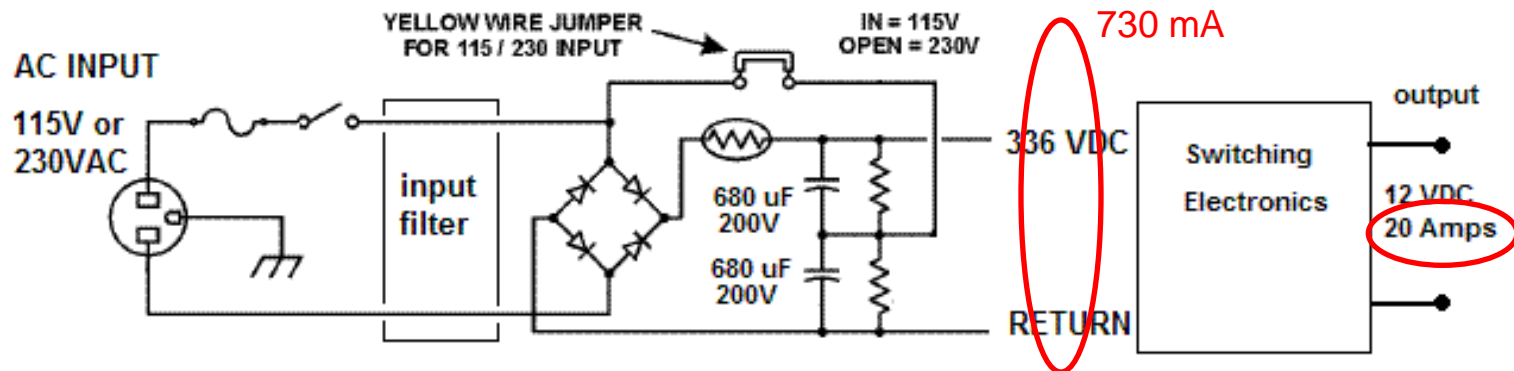 YELLOW WIRE JUMPER
FOR 115 / 230 INPUT
IN = 115V
OPEN = 230V
730 mA
AC INPUT
115V or
230VAC
input
filter
680 uF
200V
680 uF
200V
336 VDC
RETURN
Switching
Electronics
output
12 VDC
20 Amps